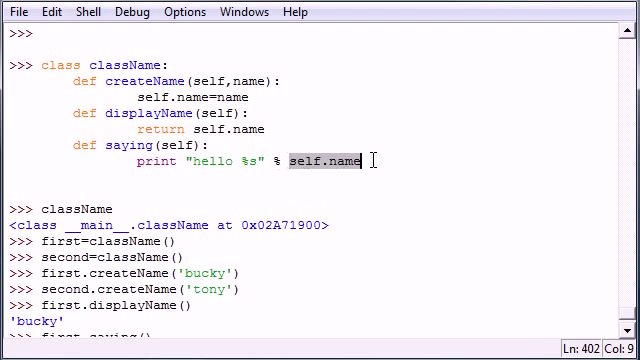 File Edit Shell Debug Options Windows Help
>>>
>>> class className:
def createName(self,name):
self.name=name
def displayName(self):
return self.name
def saying(self):
print "hello %s" % self.name
>>> className
<class __main__.className at 0x02A71900>
>>> first=className()
>>> second=className()
>>> first.createName('bucky')
>>> second.createName('tony')
>>> first.displayName()
'bucky'
>>> first.saying()
Ln: 402 Col: 9